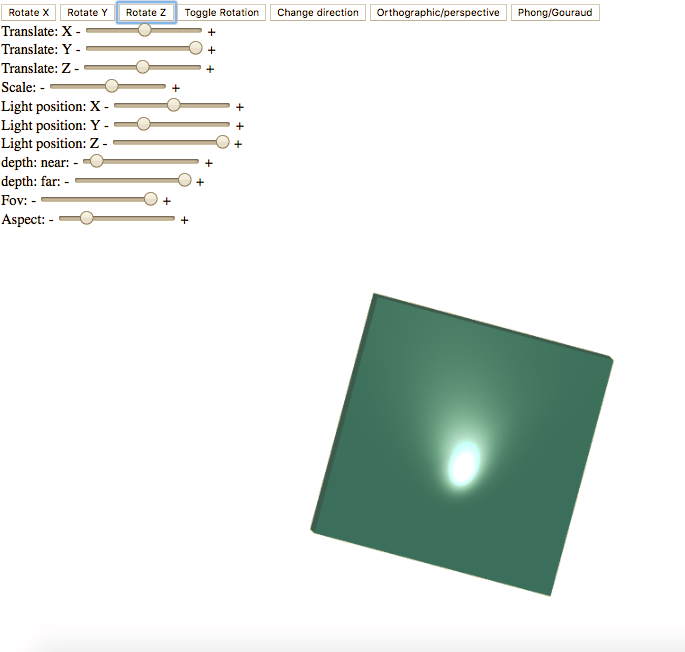 Rotate X Rotate Y Rotate Z Toggle Rotation Change direction Orthographic/perspective Phong/Gouraud
Translate: X - +
Translate: Y - +
Translate: Z - +
Scale: - +
Light position: X - +
Light position: Y - +
Light position: Z - +
depth: near: - +
depth: far: - +
Fov: - +
Aspect: - +